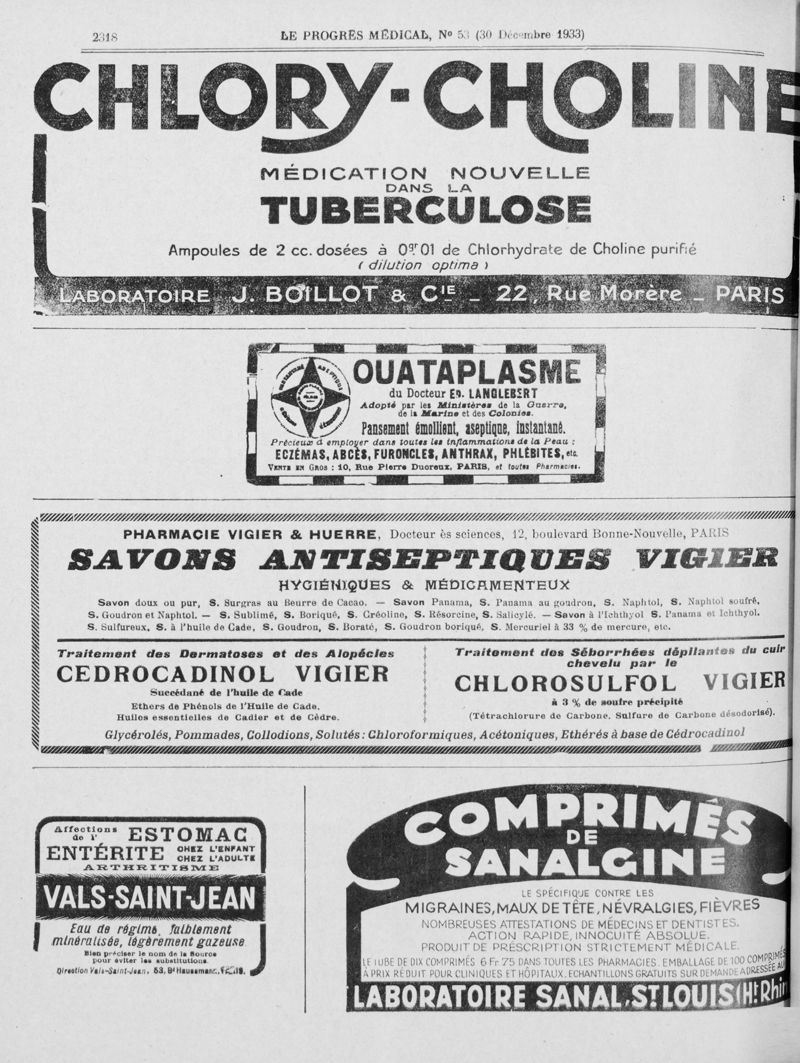 2318
LE PROGRÈS MÉDICAL, N° 53 (30 Décembre 1933)
CHLORY-CHOLINE
MÉDICATION NOUVELLE
DANS LA
TUBERCULOSE
Ampoules de 2 cc. dosées à 0gr01 de Chlorhydrate de Choline purifié
( dilution optima )
LABORATOIRE J. BOILLOT & CIE _ 22, Rue Morère _ PARIS
OUATAPLASME
du Docteur ED. LANGLEBERT
Adopté par les Ministères de la Guerre,
de la Marine et des Colonies.
Pansement émollient, aseptique, instantané.
Précieux à employer dans toutes les inflammations de la Peau :
ECZÉMAS, ABCÈS, FURONCLES, ANTHRAX, PHLÉBITES, etc.
VENTE EN GROS : 10, Rue Pierre Ducreux, PARIS, et toutes Pharmacies.
PHARMACIE VIGIER & HUERRE, Docteur ès sciences, 12, boulevard Bonne-Nouvelle, PARIS
SAVONS ANTISEPTIQUES VIGIER
HYGIÉNIQUES & MÉDICAMENTEUX
Savon doux ou pur, S. Surgras au Beurre de Cacao. — Savon Panama, S. Panama au goudron, S. Naphtol, S. Naphtol soufré,
S. Goudron et Naphtol. — S. Sublimé, S. Boriqué, S. Créoline, S. Résorcine, S. Salicylé. — Savon à l'Ichthyol S. Panama et Ichthyol.
S. Sulfureux, S. à l'huile de Cade, S. Goudron, S. Boraté, S. Goudron boriqué, S. Mercuriel à 33 % de mercure, etc.
Traitement des Dermatoses et des Alopécies
CEDROCADINOL VIGIER
Succédané de l'huile de Cade
Ethers de Phénols de l'Huile de Cade.
Huiles essentielles de Cadier et de Cèdre.
Traitement des Séborrhées dépilantes du cuir
chevelu par le
CHLOROSULFOL VIGIER
à 3 % de soufre précipité
(Tétrachlorure de Carbone. Sulfure de Carbone désodorisé).
Glycérolés, Pommades, Collodions, Solutés : Chloroformiques, Acétoniques, Ethérés à base de Cédrocadinol
Affections de l' ESTOMAC
ENTÉRITE CHEZ L'ENFANT CHEZ L'ADULTE
ARTHRITISME
VALS-SAINT-JEAN
Eau de régime, faiblement
minéralisée, légèrement gazeuse
Bien préciser le nom de la Source
pour éviter les substitutions.
Direction Vals-Saint-Jean, 53, Bd Haussmann, PARIS
COMPRIMÉS
DE
SANALGINE
LE SPÉCIFIQUE CONTRE LES
MIGRAINES, MAUX DE TÊTE, NÉVRALGIES, FIÈVRES
NOMBREUSES ATTESTATIONS DE MÉDECINS ET DENTISTES.
ACTION RAPIDE, INNOCUITÉ ABSOLUE.
PRODUIT DE PRÉSCRIPTION STRICTEMENT MÉDICALE.
LE TUBE DE DIX COMPRIMÉS 6 Fr 75 DANS TOUTES LES PHARMACIES. EMBALLAGE DE 100 COMPRIMÉS
À PRIX RÉDUIT POUR CLINIQUES ET HÔPITAUX. ECHANTILLONS GRATUITS SUR DEMANDE ADRESSÉE AU
LABORATOIRE SANAL, ST LOUIS (Ht Rhin